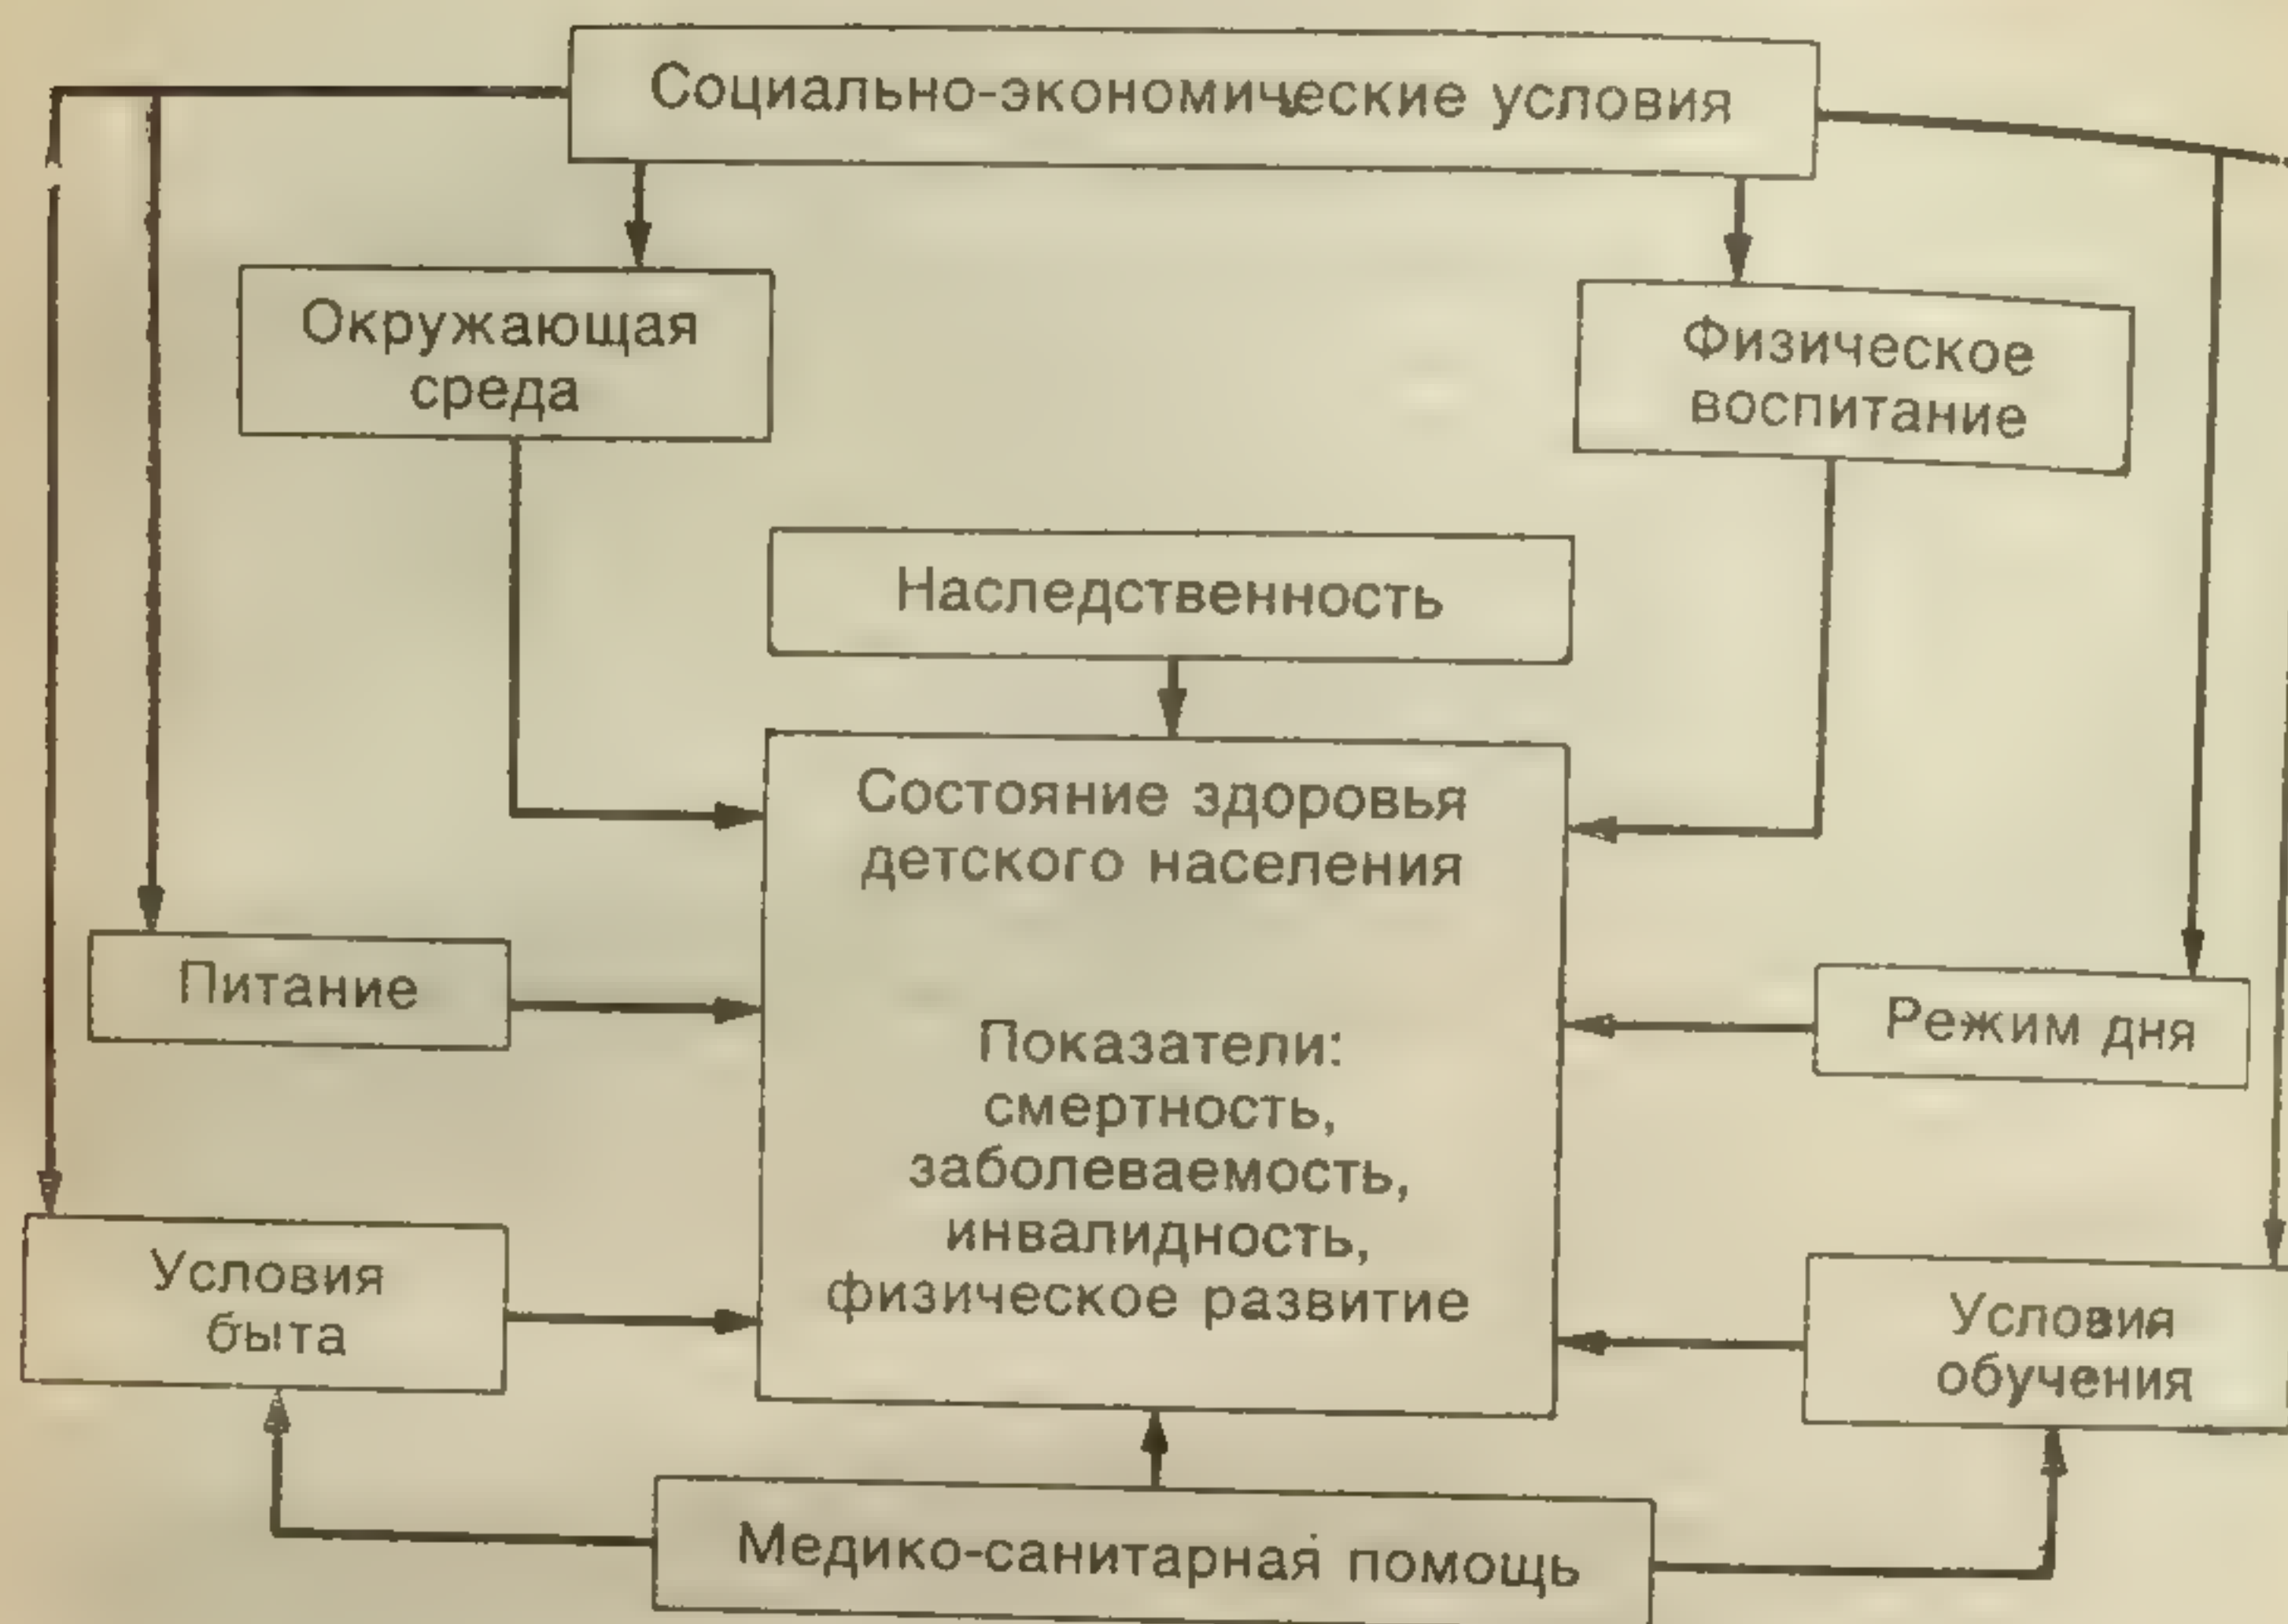 Социально-экономические условия
Окружающая
среда
Физическое
воспитание
Наследственность
Состояние здоровья
детского населения
Показатели:
смертность,
заболеваемость,
инвалидность,
физическое развитие
Питание
Режим дня
Условия
быта
Условия
обучения
Медико-санитарная помощь